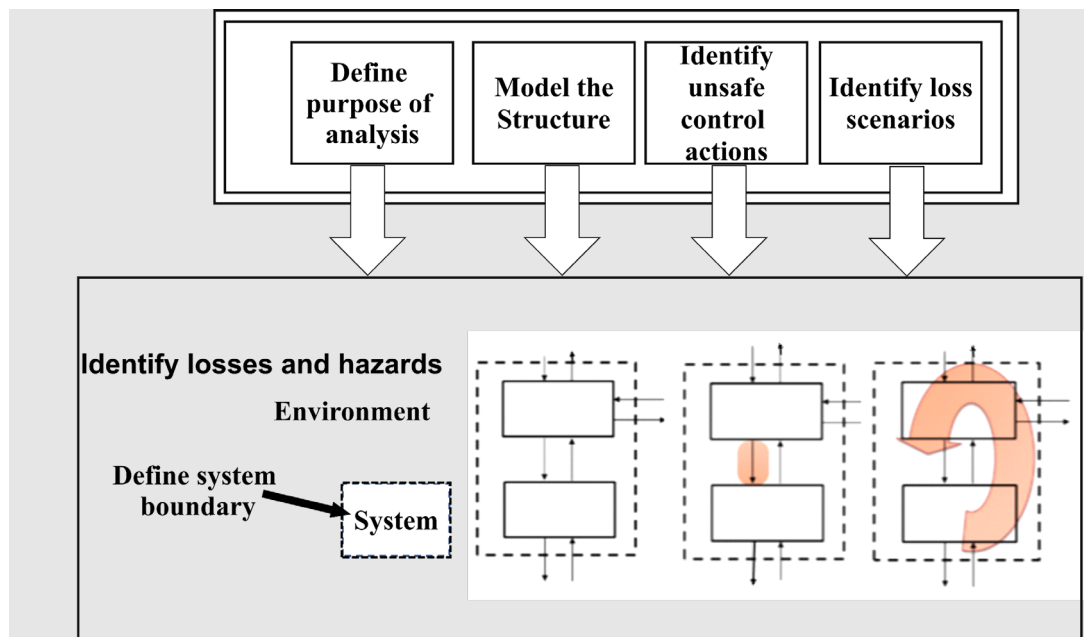 Define
purpose of
analysis
Model the
Structure
Identify
unsafe
control
actions
Identify loss
scenarios
Identify losses and hazards
Environment
Define system
boundary
System